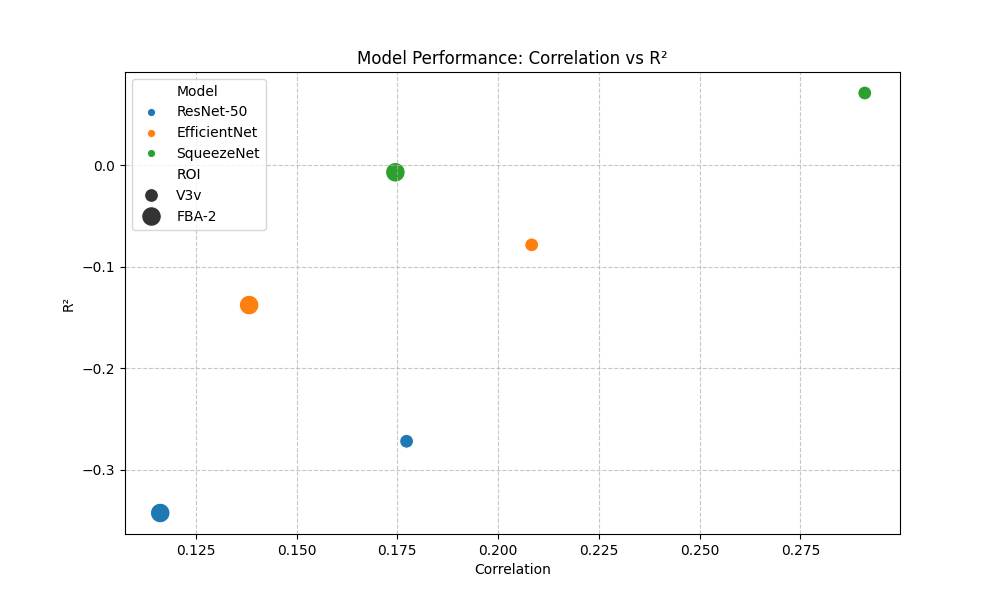 Model Performance: Correlation vs R²
Model
ResNet-50
EfficientNet
SqueezeNet
ROI
V3v
FBA-2
0.0
−0.1
−0.2
−0.3
R²
0.125
0.150
0.175
0.200
0.225
0.250
0.275
Correlation